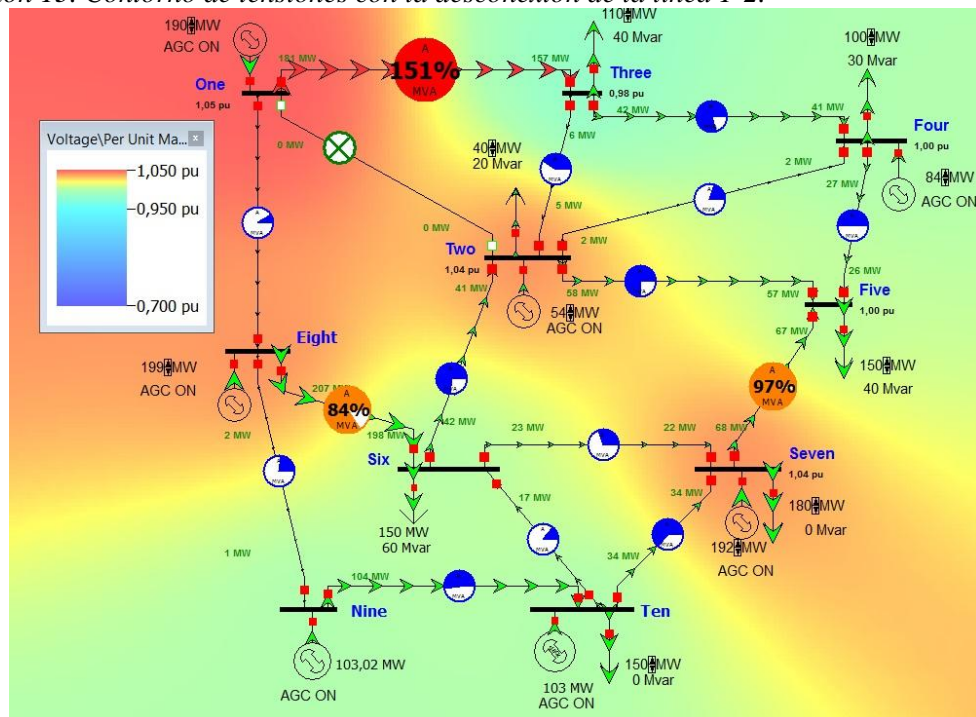 ión 13: Contorno de tensiones con la desconexión de la línea 1-2.
190 MW
AGC ON
181 MW
A
151%
MVA
157 MW
110 MW
40 Mvar
Three
0,98 pu
42 MW
41 MW
100 MW
30 Mvar
Four
1,00 pu
One
1,05 pu
0 MW
6 MW
40 MW
20 Mvar
2 MW
27 MW
84 MW
AGC ON
Voltage\Per Unit Ma... x
1,050 pu
0,950 pu
0,700 pu
5 MW
0 MW
2 MW
Two
1,04 pu
41 MW
58 MW
57 MW
26 MW
Five
1,00 pu
54 MW
AGC ON
67 MW
150 MW
40 Mvar
Eight
199 MW
AGC ON
207 MW
A
84%
MVA
198 MW
A
97%
MVA
2 MW
42 MW
23 MW
22 MW
68 MW
Six
Seven
1,04 pu
17 MW
34 MW
180 MW
0 Mvar
150 MW
60 Mvar
192 MW
AGC ON
1 MW
34 MW
104 MW
Nine
Ten
103,02 MW
AGC ON
103 MW
AGC ON
150 MW
0 Mvar